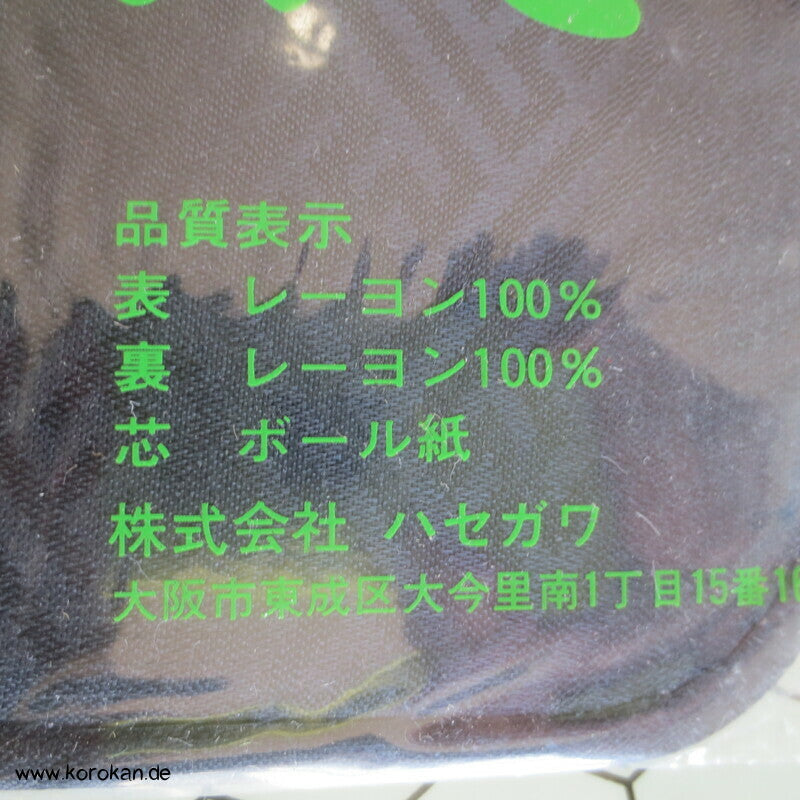 品質表示
表 レーヨン100%
裏 レーヨン100%
芯 ボール紙
株式会社 ハセガワ
大阪市東成区大今里南1丁目15番1
www.korokan.de